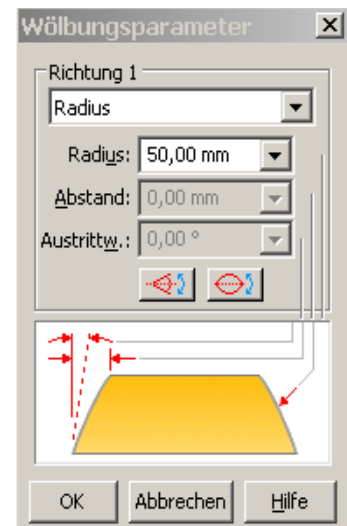 Wölbungsparameter
Richtung 1
Radius
Radius: 50,00 mm
Abstand: 0,00 mm
Austrittw.: 0,00 °
OK Abbrechen Hilfe